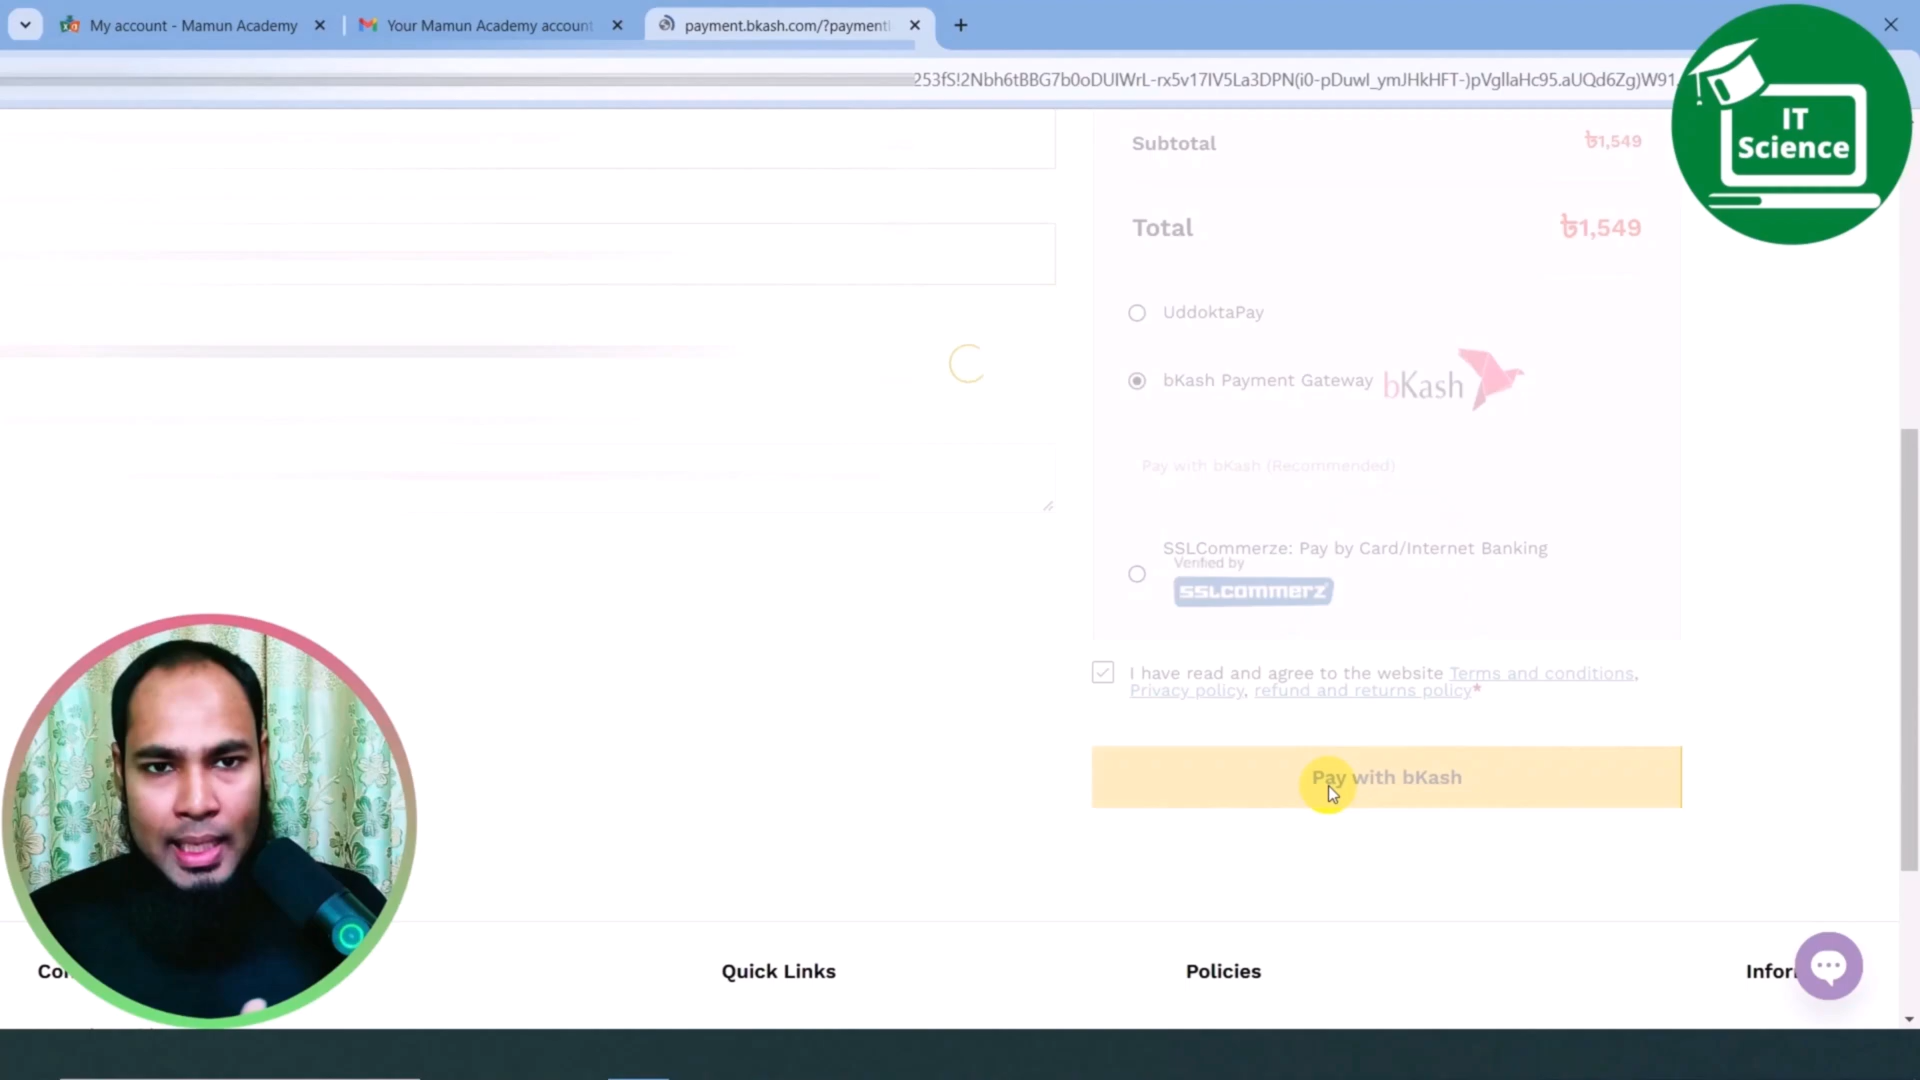 My account - Mamun Academy
Your Mamun Academy account
payment.bkash.com/?payment
253fS!2Nbh6tBBG7b0oDUIWrL-rx5v17IV5La3DPN(i0-pDuwI_ymJHkHFT-)pVgllaHc95.aUQd6Zg)W91
IT
Science
Subtotal ৳1,549
Total ৳1,549
UddoktaPay
bKash Payment Gateway bKash
Pay with bKash (Recommended)
SSLCommerze: Pay by Card/Internet Banking
Verified by
SSLCOMMERZ
I have read and agree to the website Terms and conditions,
Privacy policy, refund and returns policy*
Pay with bKash
Quick Links
Policies